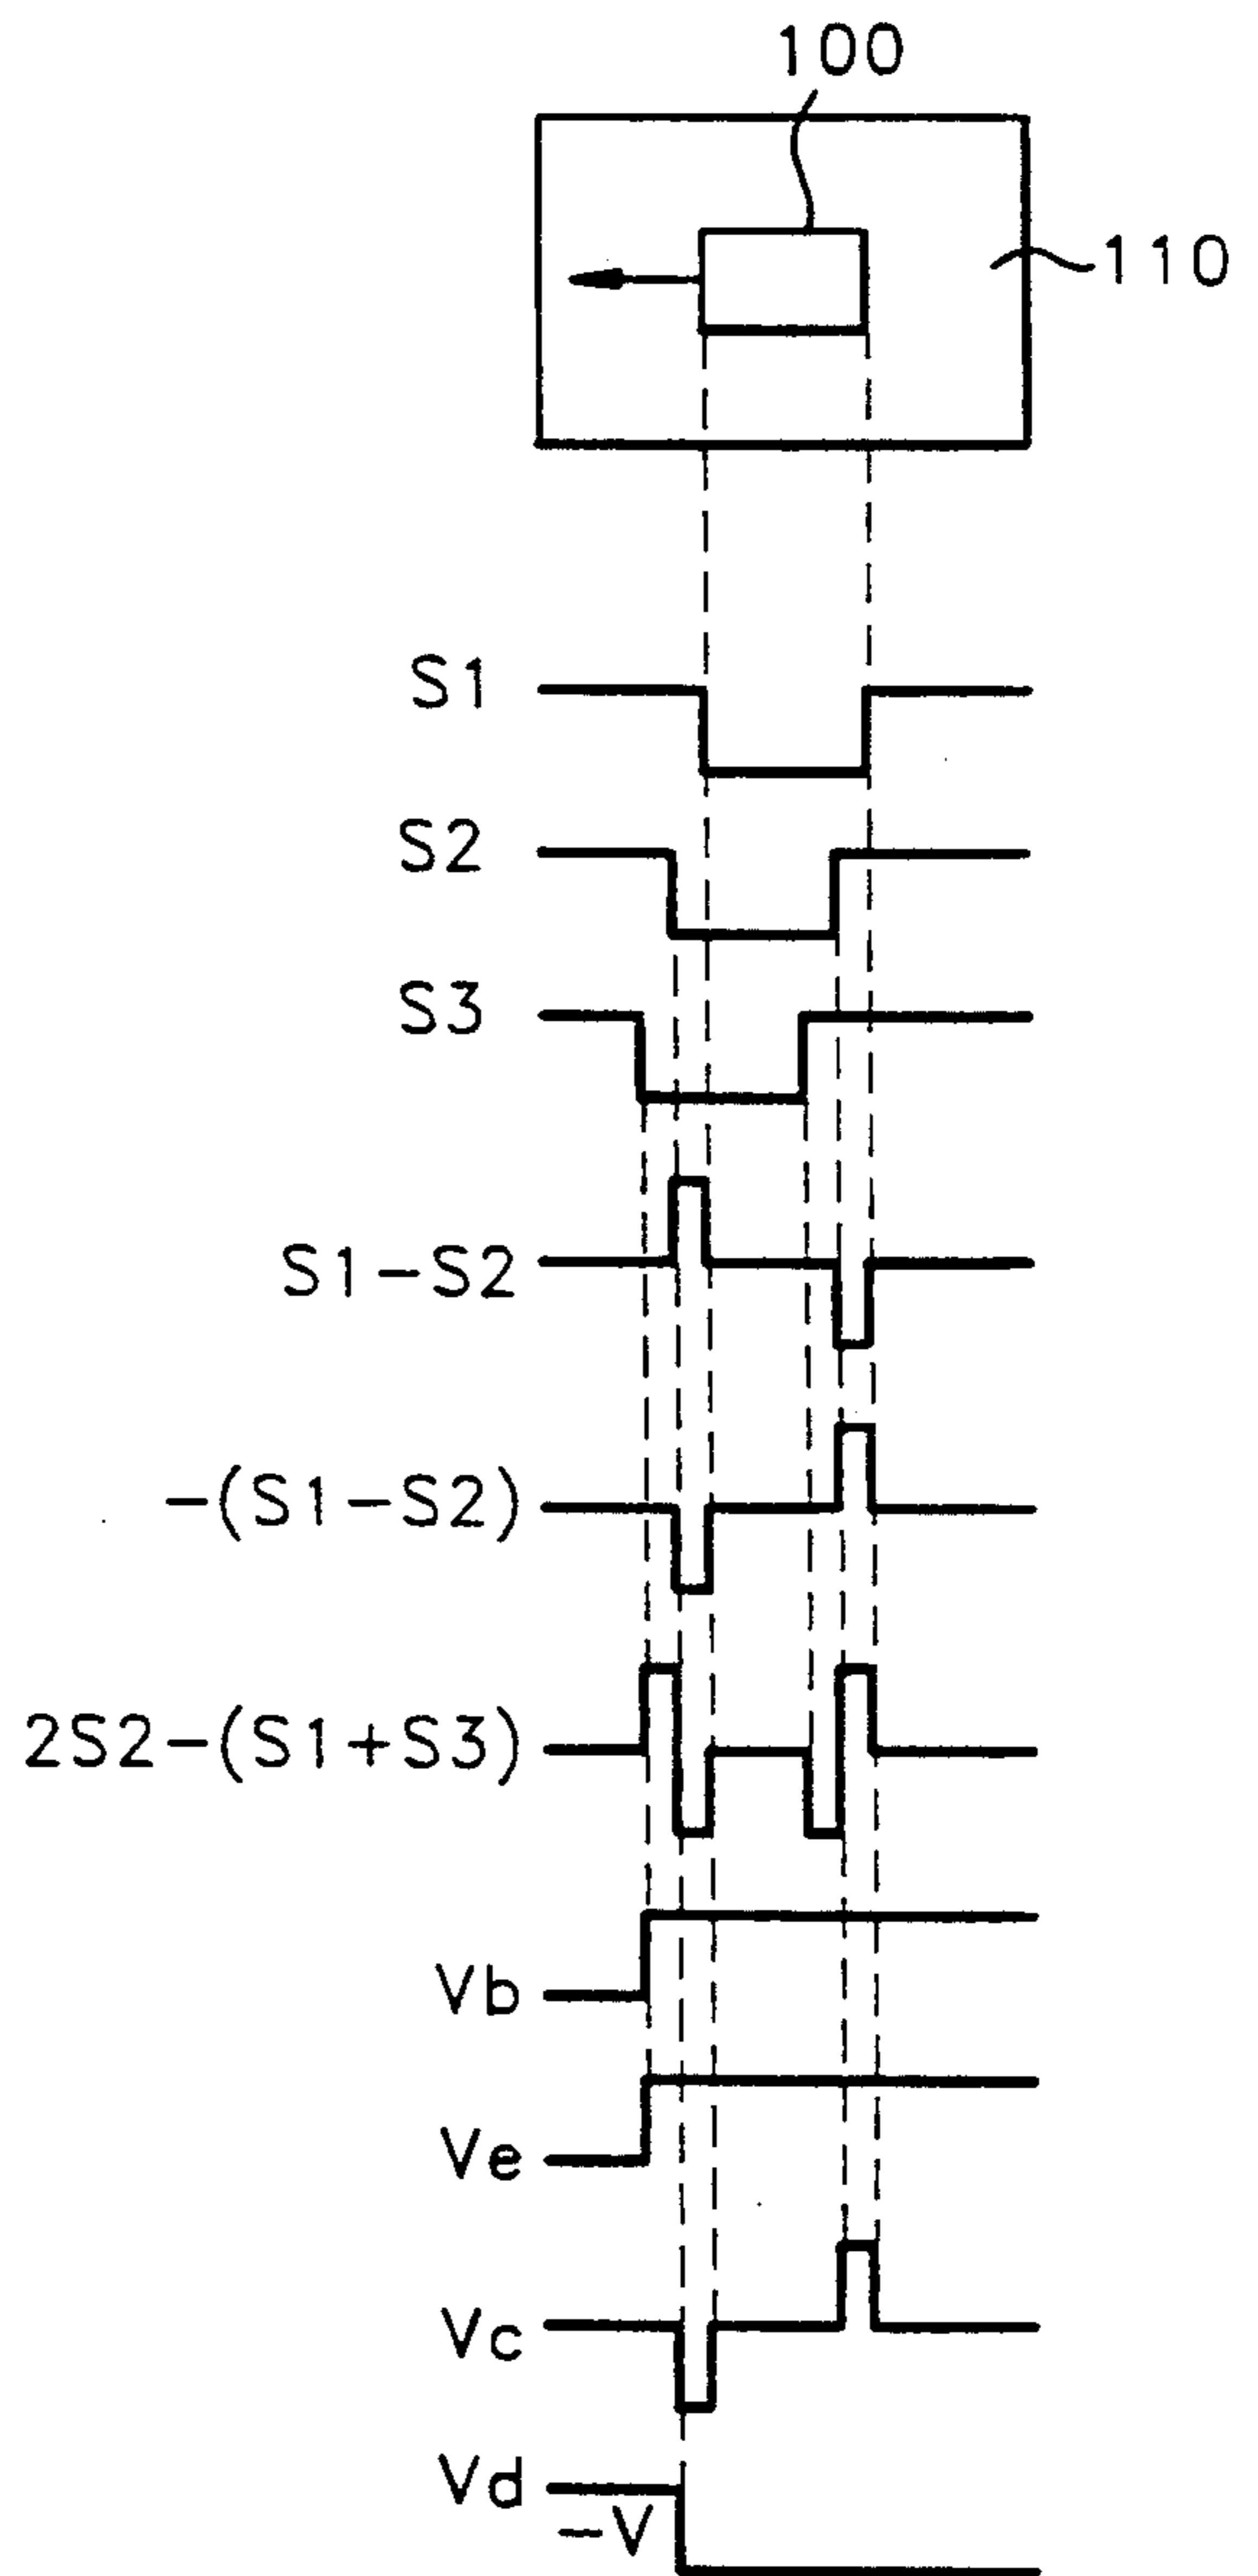 100
110
S1
S2
S3
S1-S2
-(S1-S2)
2S2-(S1+S3)
Vb
Ve
Vc
Vd
-V